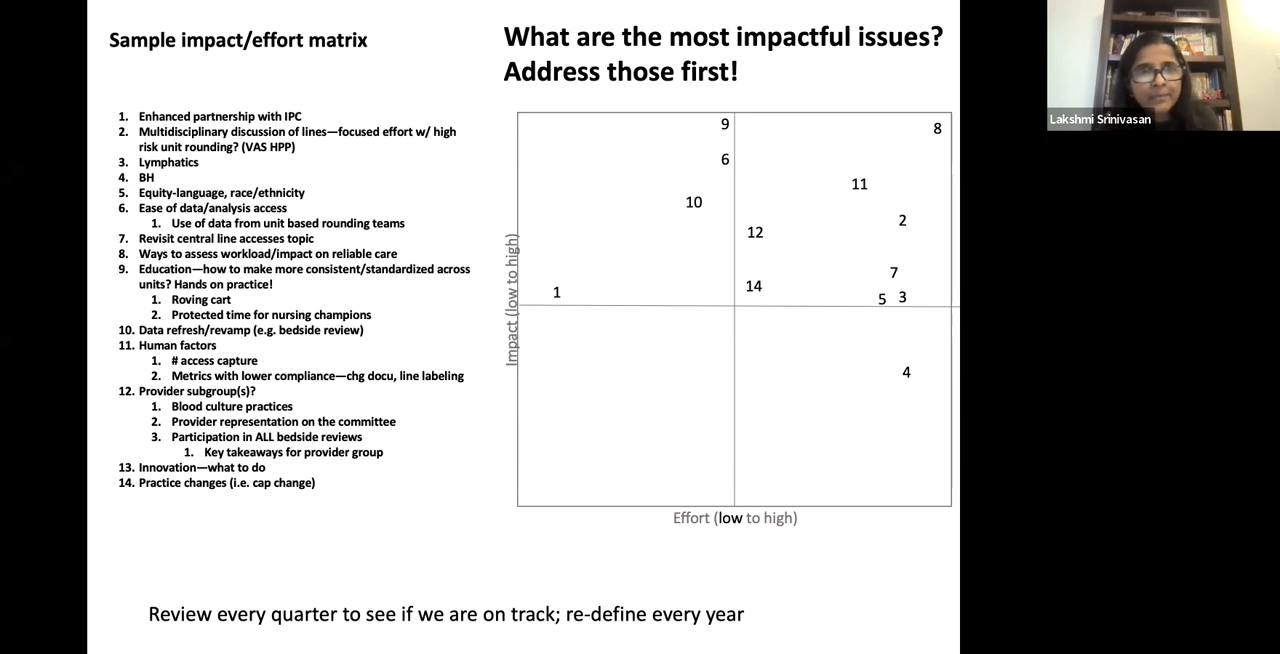 Sample impact/effort matrix
What are the most impactful issues?
Address those first!
1. Enhanced partnership with IPC
2. Multidisciplinary discussion of lines—focused effort w/ high
risk unit rounding? (VAS HPP)
3. Lymphatics
4. BH
5. Equity-language, race/ethnicity
6. Ease of data/analysis access
1. Use of data from unit based rounding teams
7. Revisit central line accesses topic
8. Ways to assess workload/impact on reliable care
9. Education—how to make more consistent/standardized across
units? Hands on practice!
1. Roving cart
2. Protected time for nursing champions
10. Data refresh/revamp (e.g. bedside review)
11. Human factors
1. # access capture
2. Metrics with lower compliance—chg docu, line labeling
12. Provider subgroup(s)?
1. Blood culture practices
2. Provider representation on the committee
3. Participation in ALL bedside reviews
1. Key takeaways for provider group
13. Innovation—what to do
14. Practice changes (i.e. cap change)
Impact (low to high)
9
8
6
11
10
2
12
7
14
1
5 3
4
Effort (low to high)
Review every quarter to see if we are on track; re-define every year
Lakshmi Srinivasan